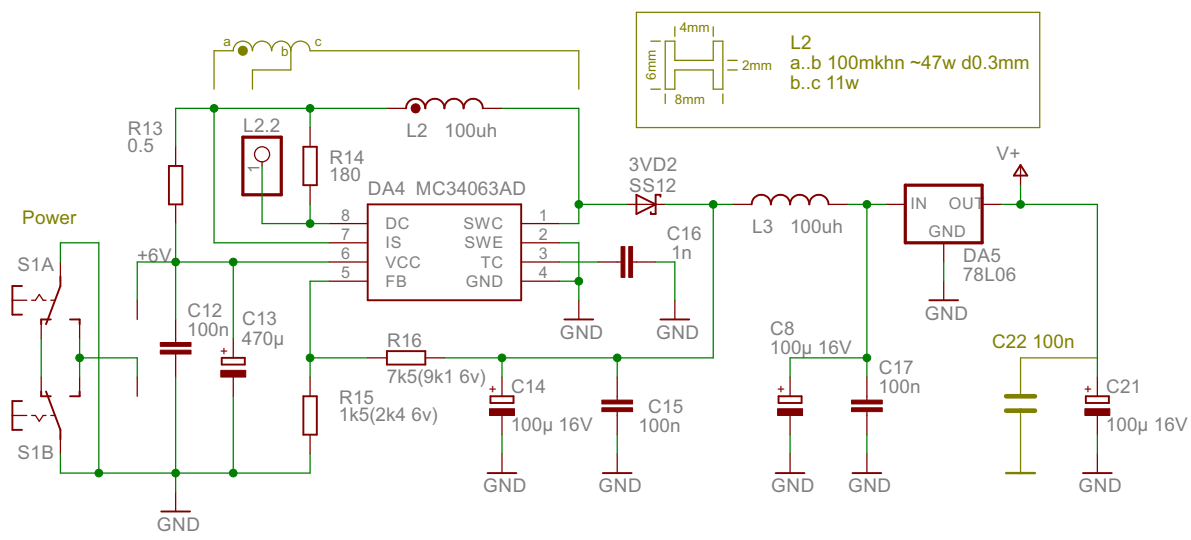 a
b
c
4mm
6mm
2mm
8mm
L2
a..b 100mkhn ~47w d0.3mm
b..c 11w
R13
0.5
L2.2
1
R14
180
L2
100uh
DA4
MC34063AD
8
DC
SWC
1
7
IS
SWE
2
6
VCC
TC
3
5
FB
GND
4
3VD2
SS12
C16
1n
L3
100uh
IN
OUT
GND
DA5
78L06
V+
Power
+6V
S1A
S1B
C12
100n
C13
470µ
+
R16
7k5(9k1 6v)
R15
1k5(2k4 6v)
+
C14
100µ 16V
C15
100n
GND
GND
GND
C8
100µ 16V
+
C17
100n
C22 100n
+
C21
100µ 16V
GND
GND
GND
GND
GND
GND